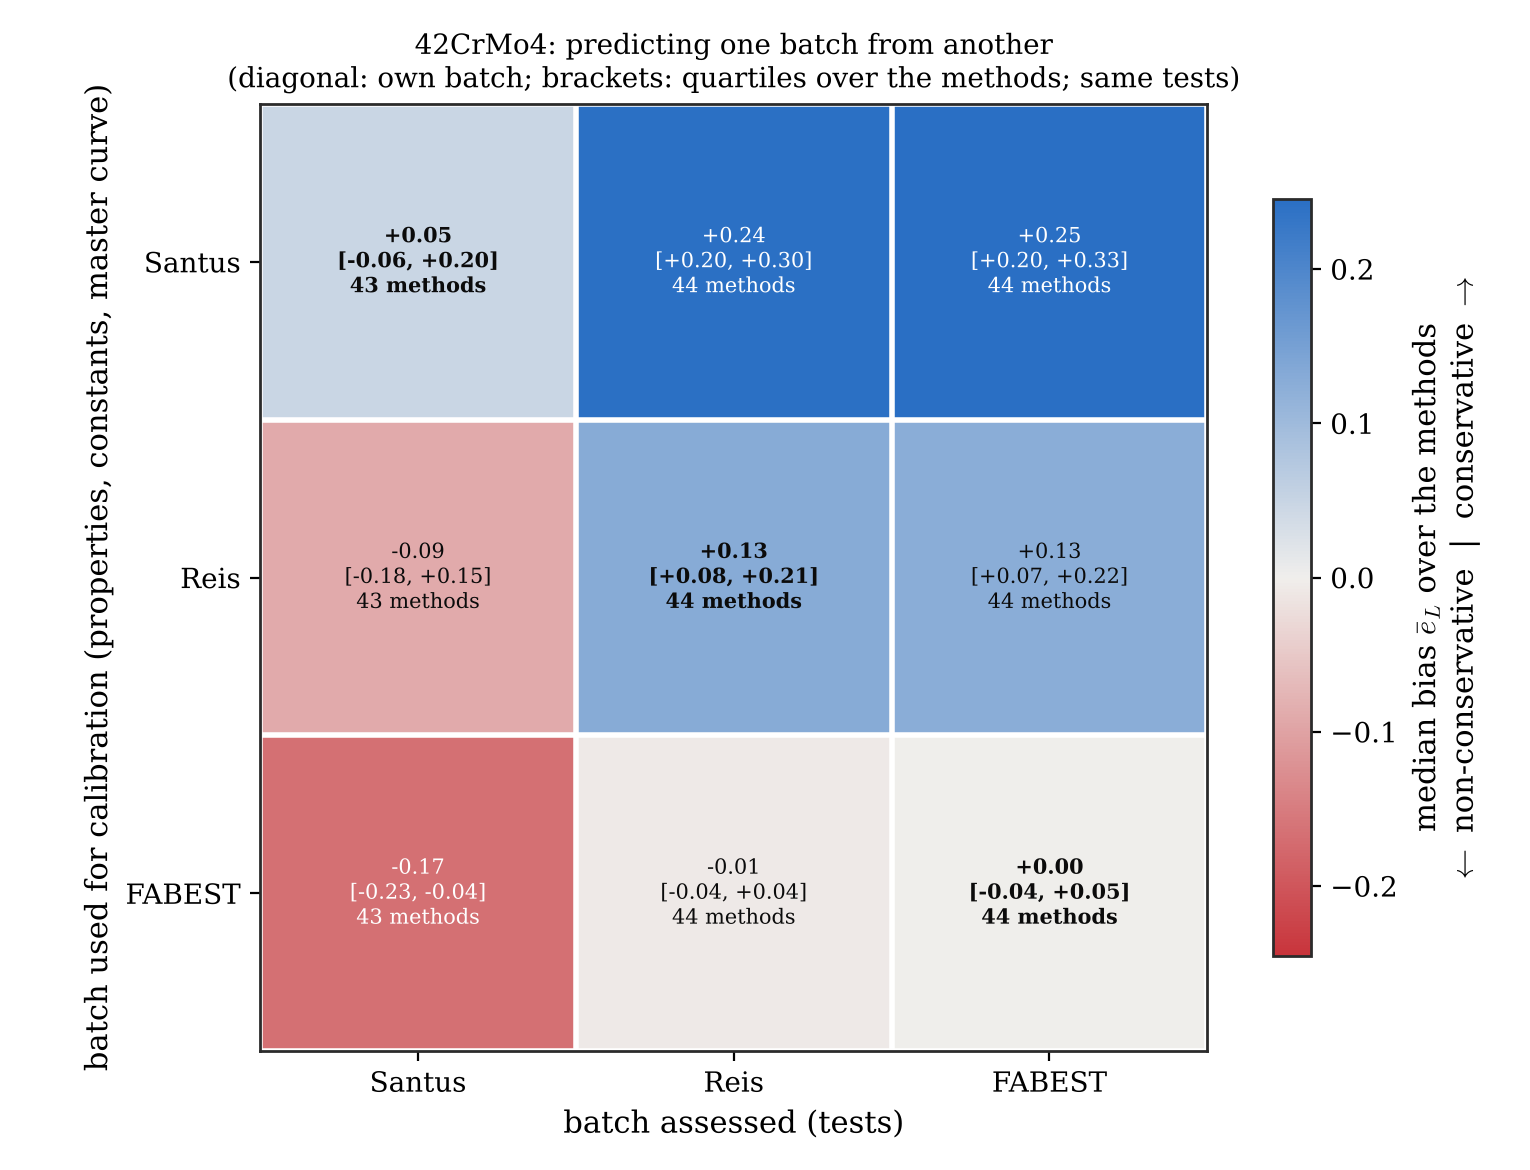 42CrMo4: predicting one batch from another
(diagonal: own batch; brackets: quartiles over the methods; same tests)
batch used for calibration (properties, constants, master curve)
Santus
+0.05
[-0.06, +0.20]
43 methods
+0.24
[+0.20, +0.30]
44 methods
+0.25
[+0.20, +0.33]
44 methods
Reis
-0.09
[-0.18, +0.15]
43 methods
+0.13
[+0.08, +0.21]
44 methods
+0.13
[+0.07, +0.22]
44 methods
FABEST
-0.17
[-0.23, -0.04]
43 methods
-0.01
[-0.04, +0.04]
44 methods
+0.00
[-0.04, +0.05]
44 methods
Santus
Reis
FABEST
batch assessed (tests)
0.2
0.1
0.0
−0.1
−0.2
median bias ē_L over the methods
← non-conservative | conservative →